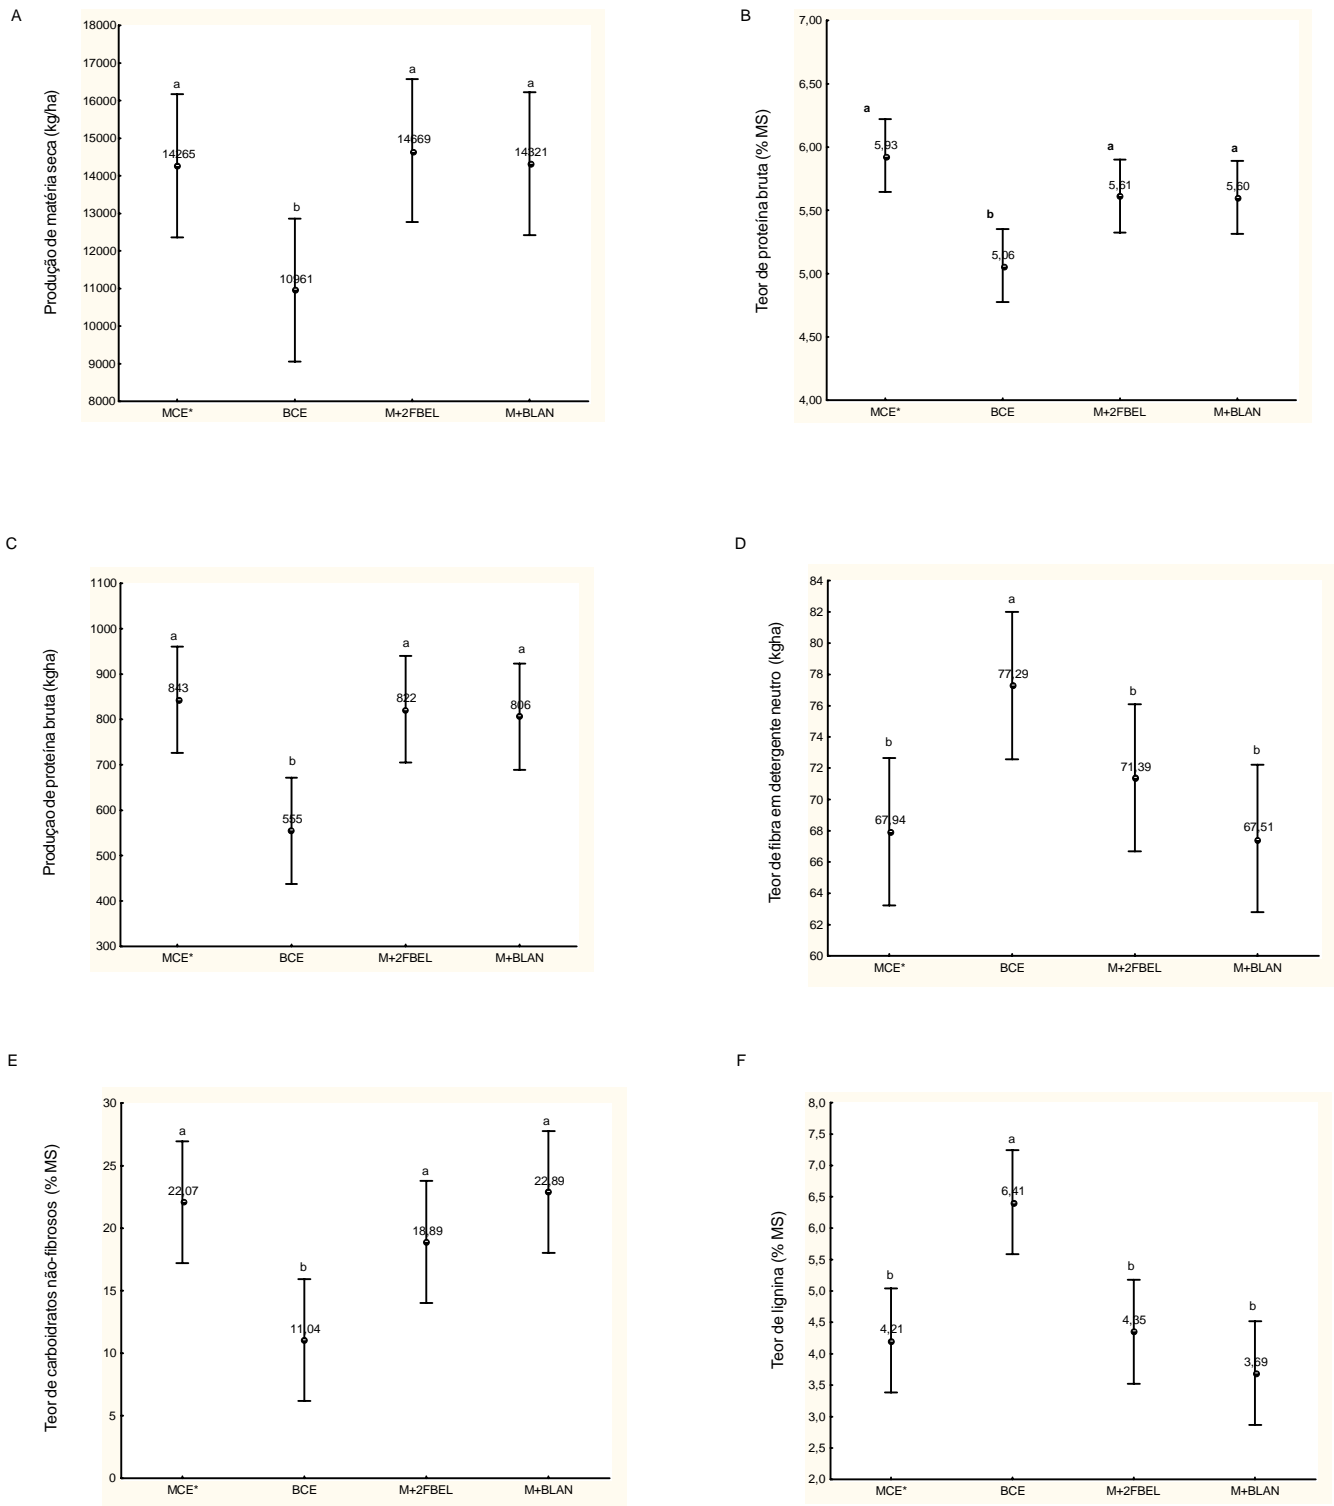 A
Produção de matéria seca (kg/ha)
18000
17000
16000
15000
14000
13000
12000
11000
10000
9000
8000
a
14265
b
10961
a
14669
a
14321
MCE*
BCE
M+2FBEL
M+BLAN
B
Teor de proteína bruta (% MS)
7,00
6,50
6,00
5,50
5,00
4,50
4,00
a
5,93
b
5,06
a
5,61
a
5,60
MCE*
BCE
M+2FBEL
M+BLAN
C
Produçao de proteína bruta (kgha)
1100
1000
900
800
700
600
500
400
300
a
843
b
555
a
822
a
806
MCE*
BCE
M+2FBEL
M+BLAN
D
Teor de fibra em detergente neutro (kgha)
84
82
80
78
76
74
72
70
68
66
64
62
60
b
67,94
a
77,29
b
71,39
b
67,51
MCE*
BCE
M+2FBEL
M+BLAN
E
Teor de carboidratos não-fibrosos (% MS)
30
25
20
15
10
5
0
a
22,07
b
11,04
a
18,89
a
22,89
MCE*
BCE
M+2FBEL
M+BLAN
F
Teor de lignina (% MS)
8,0
7,5
7,0
6,5
6,0
5,5
5,0
4,5
4,0
3,5
3,0
2,5
2,0
b
4,21
a
6,41
b
4,35
b
3,69
MCE*
BCE
M+2FBEL
M+BLAN